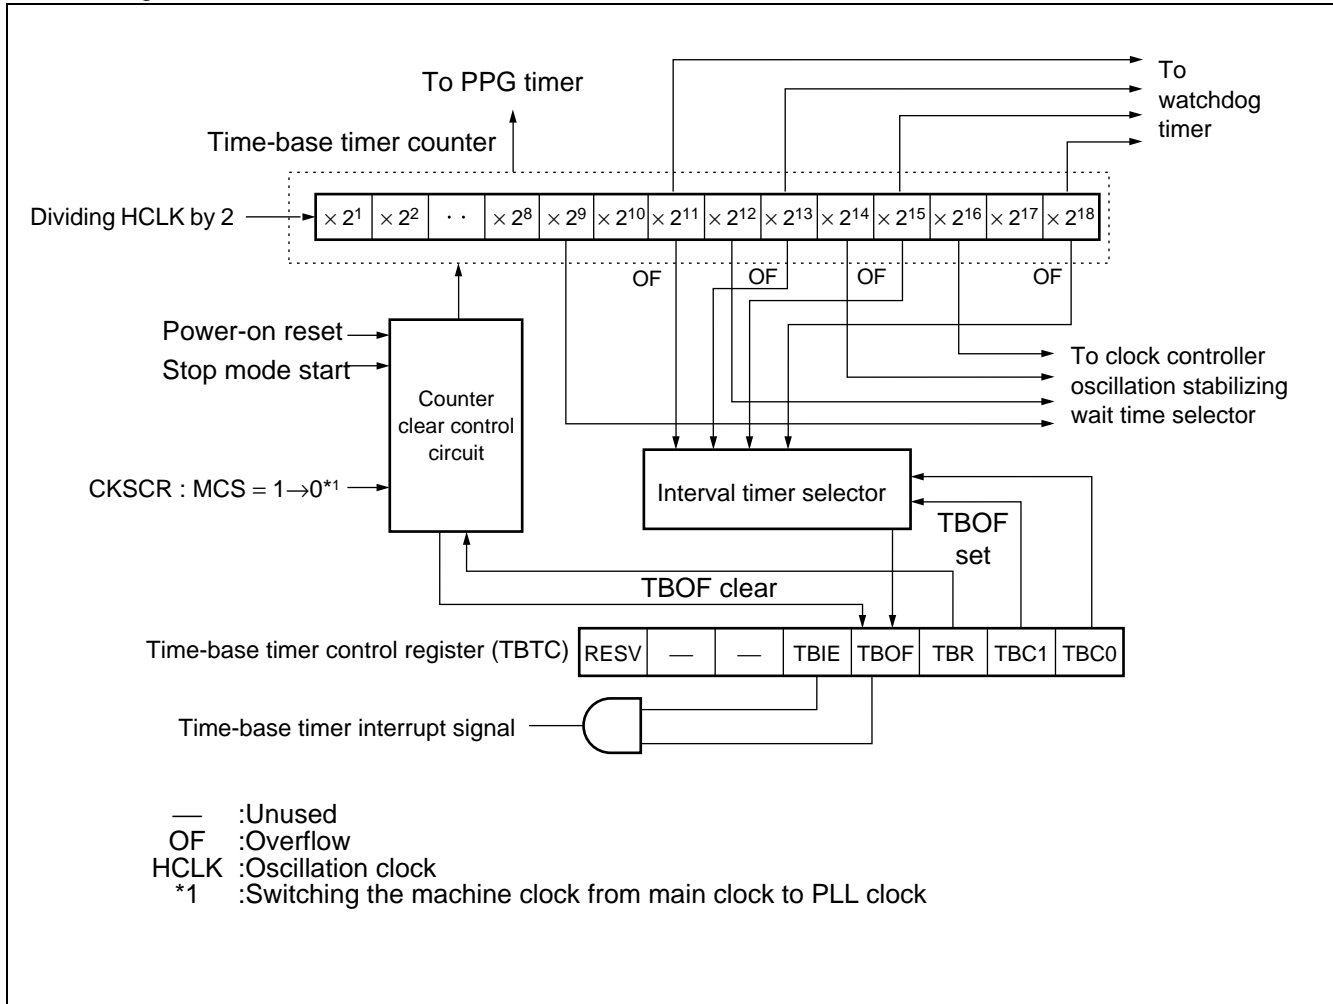 To PPG timer
To
watchdog
timer
Time-base timer counter
Dividing HCLK by 2
× 2¹ × 2² · · × 2⁸ × 2⁹ × 2¹⁰ × 2¹¹ × 2¹² × 2¹³ × 2¹⁴ × 2¹⁵ × 2¹⁶ × 2¹⁷ × 2¹⁸
OF OF OF OF
Power-on reset
Stop mode start
Counter
clear control
circuit
To clock controller
oscillation stabilizing
wait time selector
CKSCR : MCS = 1→0*¹
Interval timer selector
TBOF
set
TBOF clear
Time-base timer control register (TBTC)
RESV — — TBIE TBOF TBR TBC1 TBC0
Time-base timer interrupt signal
— :Unused
OF :Overflow
HCLK :Oscillation clock
*1 :Switching the machine clock from main clock to PLL clock